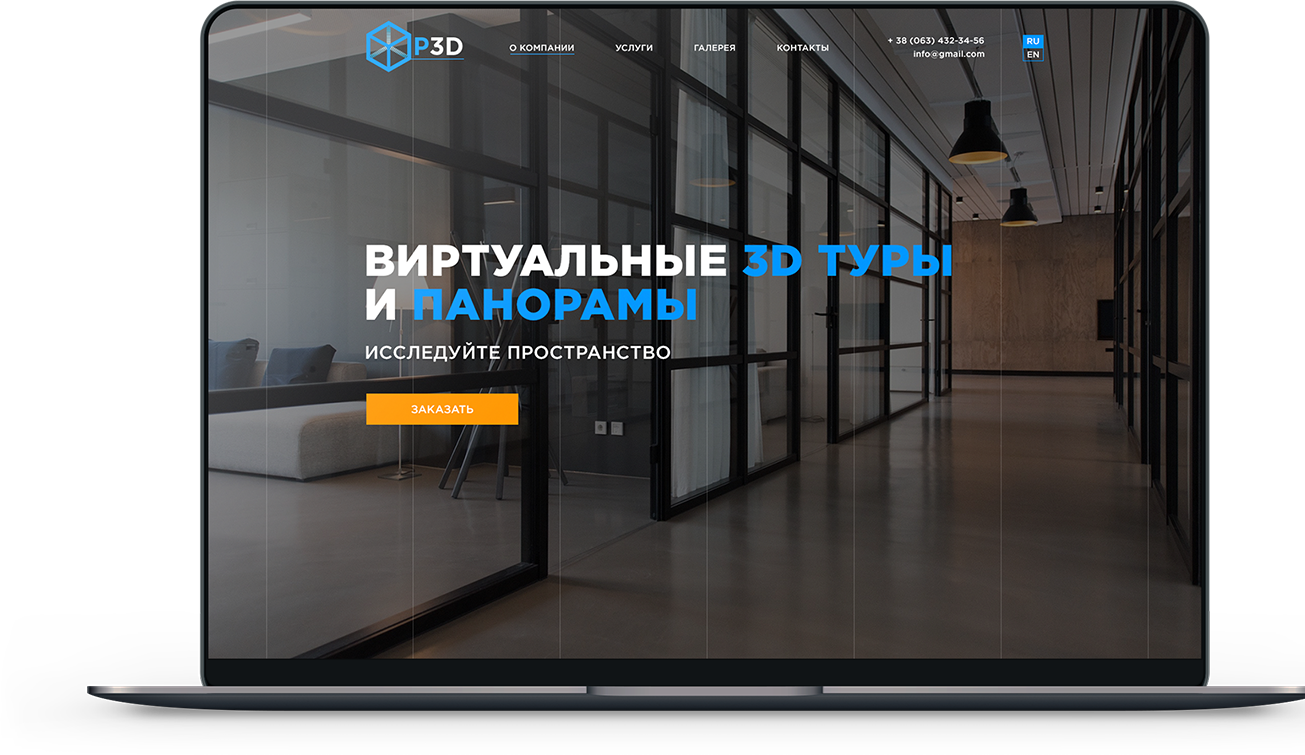 P3D
О КОМПАНИИ
УСЛУГИ
ГАЛЕРЕЯ
КОНТАКТЫ
+ 38 (063) 432-34-56
info@gmail.com
RU
EN
ВИРТУАЛЬНЫЕ 3D ТУРЫ
И ПАНОРАМЫ
ИССЛЕДУЙТЕ ПРОСТРАНСТВО
ЗАКАЗАТЬ